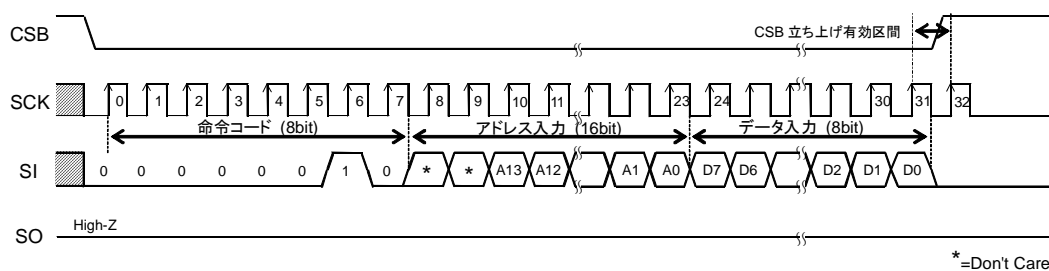 CSB
CSB 立ち上げ有効区間
SCK
0 1 2 3 4 5 6 7 8 9 10 11 23 24 30 31 32
命令コード (8bit) アドレス入力 (16bit) データ入力 (8bit)
SI
0 0 0 0 0 0 1 0 * * A13 A12 A1 A0 D7 D6 D2 D1 D0
High-Z
SO
*=Don't Care